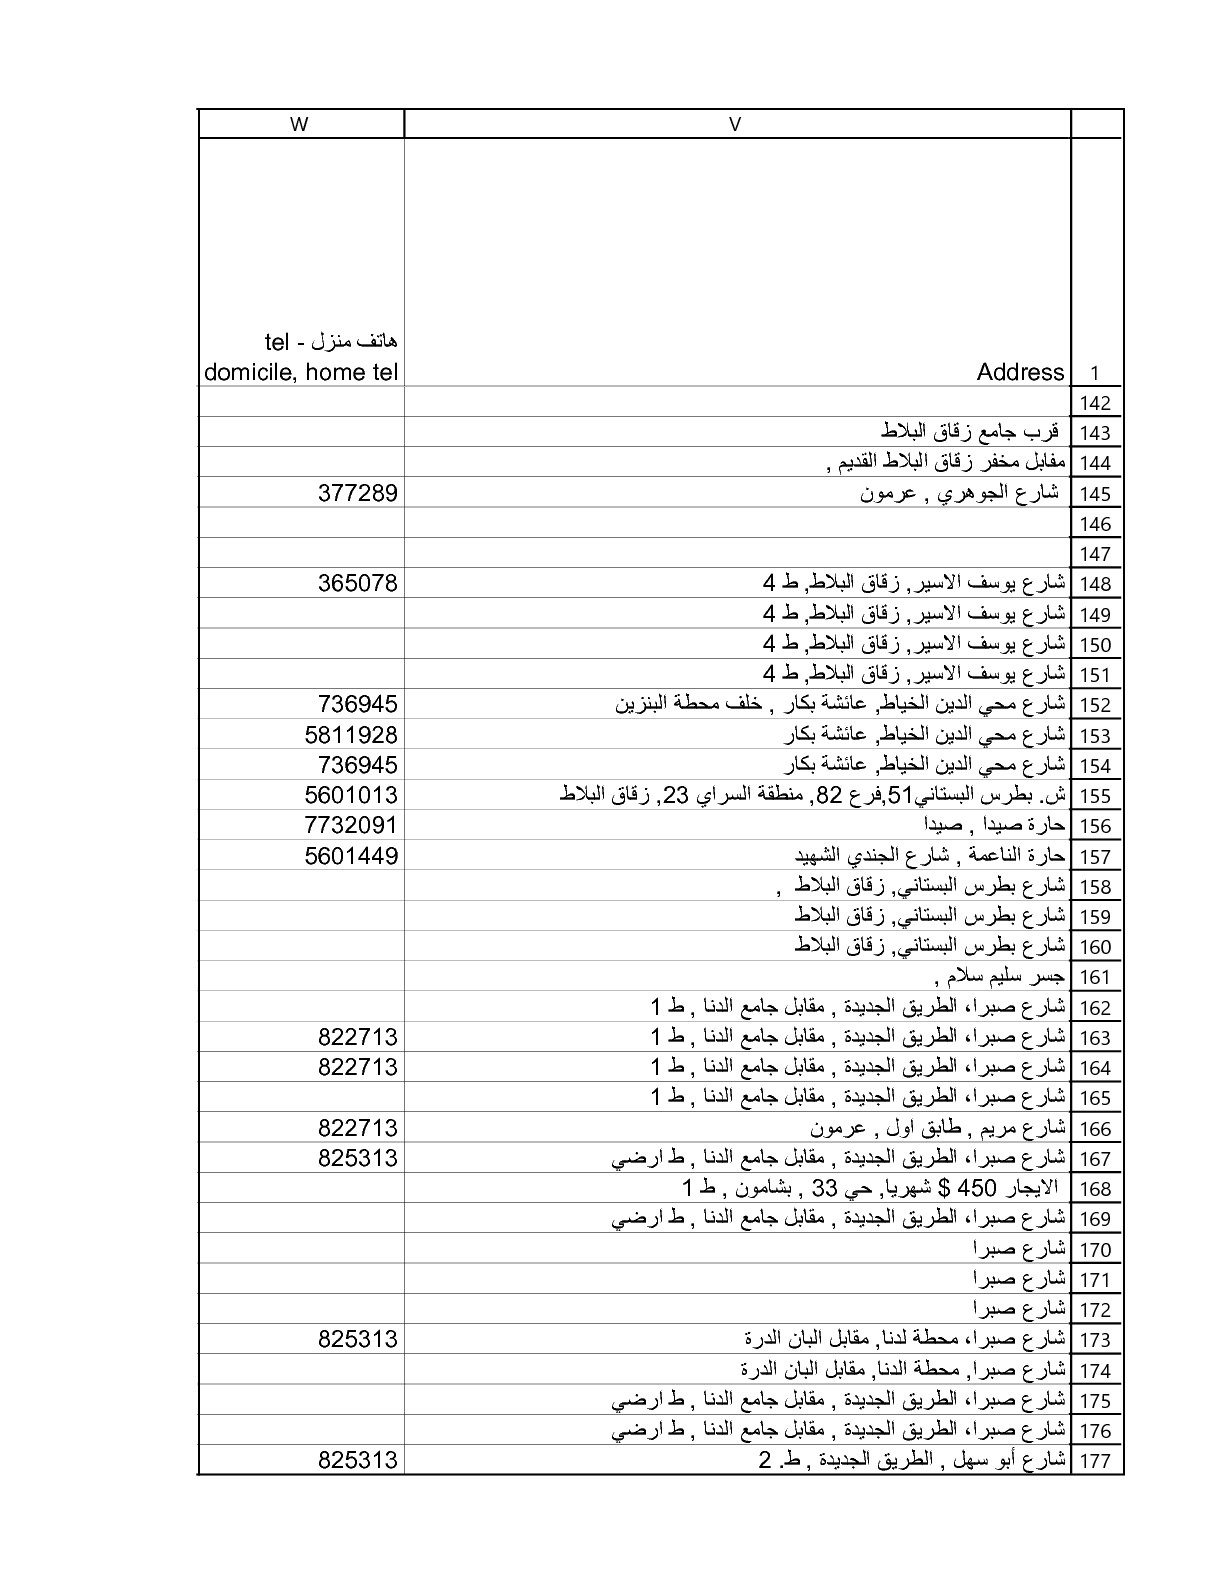 V W
1 Address هاتف منزل - tel
domicile, home tel
142
143 قرب جامع زقاق البلاط
144 مفابل مخفر زقاق البلاط القديم ,
145 شارع الجوهري , عرمون 377289
146
147
148 شارع يوسف الاسير, زقاق البلاط, ط 4 365078
149 شارع يوسف الاسير, زقاق البلاط, ط 4
150 شارع يوسف الاسير, زقاق البلاط, ط 4
151 شارع يوسف الاسير, زقاق البلاط, ط 4
152 شارع محي الدين الخياط, عائشة بكار , خلف محطة البنزين 736945
153 شارع محي الدين الخياط, عائشة بكار 5811928
154 شارع محي الدين الخياط, عائشة بكار 736945
155 ش. بطرس البستاني51,فرع 82, منطقة السراي 23, زقاق البلاط 5601013
156 حارة صيدا , صيدا 7732091
157 حارة الناعمة , شارع الجندي الشهيد 5601449
158 شارع بطرس البستاني, زقاق البلاط ,
159 شارع بطرس البستاني, زقاق البلاط
160 شارع بطرس البستاني, زقاق البلاط
161 جسر سليم سلام ,
162 شارع صبرا، الطريق الجديدة , مقابل جامع الدنا , ط 1
163 شارع صبرا، الطريق الجديدة , مقابل جامع الدنا , ط 1 822713
164 شارع صبرا، الطريق الجديدة , مقابل جامع الدنا , ط 1 822713
165 شارع صبرا، الطريق الجديدة , مقابل جامع الدنا , ط 1
166 شارع مريم , طابق اول , عرمون 822713
167 شارع صبرا، الطريق الجديدة , مقابل جامع الدنا , ط ارضي 825313
168 الايجار 450 $ شهريا, حي 33 , بشامون , ط 1
169 شارع صبرا، الطريق الجديدة , مقابل جامع الدنا , ط ارضي
170 شارع صبرا
171 شارع صبرا
172 شارع صبرا
173 شارع صبرا، محطة لدنا, مقابل البان الدرة 825313
174 شارع صبرا, محطة الدنا, مقابل البان الدرة
175 شارع صبرا، الطريق الجديدة , مقابل جامع الدنا , ط ارضي
176 شارع صبرا، الطريق الجديدة , مقابل جامع الدنا , ط ارضي
177 شارع أبو سهل , الطريق الجديدة , ط. 2 825313